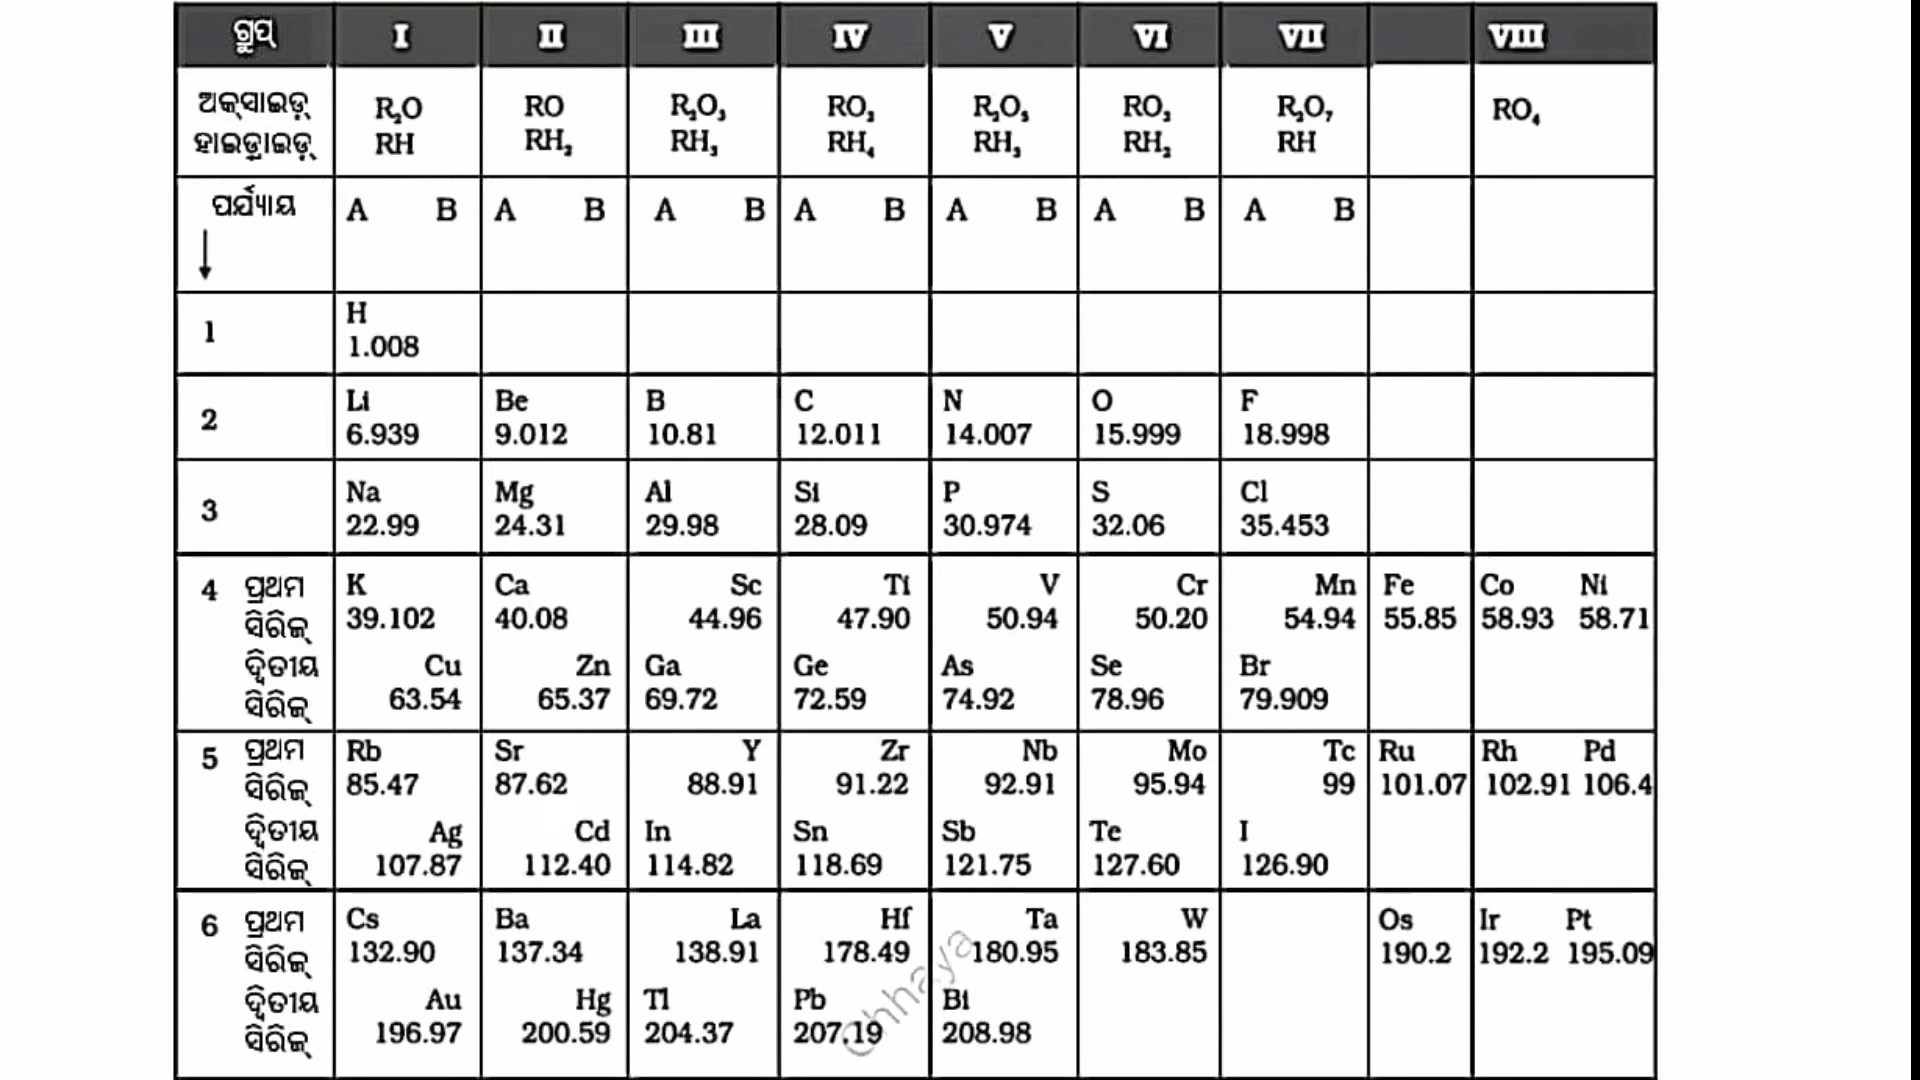 ଗ୍ରୁପ୍ I II III IV V VI VII VIII
ଅକ୍ସାଇଡ଼୍ R₂O RO R₂O₃ RO₂ R₂O₅ RO₃ R₂O₇ RO₄
ହାଇଡ୍ରାଇଡ଼୍ RH RH₂ RH₃ RH₄ RH₃ RH₂ RH
ପର୍ଯ୍ୟାୟ A B A B A B A B A B A B A B
↓
H
1 1.008
Li Be B C N O F
2 6.939 9.012 10.81 12.011 14.007 15.999 18.998
Na Mg Al Si P S Cl
3 22.99 24.31 29.98 28.09 30.974 32.06 35.453
4 ପ୍ରଥମ K Ca Sc Ti V Cr Mn Fe Co Ni
ସିରିଜ୍ 39.102 40.08 44.96 47.90 50.94 50.20 54.94 55.85 58.93 58.71
ଦ୍ୱିତୀୟ Cu Zn Ga Ge As Se Br
ସିରିଜ୍ 63.54 65.37 69.72 72.59 74.92 78.96 79.909
5 ପ୍ରଥମ Rb Sr Y Zr Nb Mo Tc Ru Rh Pd
ସିରିଜ୍ 85.47 87.62 88.91 91.22 92.91 95.94 99 101.07 102.91 106.4
ଦ୍ୱିତୀୟ Ag Cd In Sn Sb Te I
ସିରିଜ୍ 107.87 112.40 114.82 118.69 121.75 127.60 126.90
6 ପ୍ରଥମ Cs Ba La Hf Ta W Os Ir Pt
ସିରିଜ୍ 132.90 137.34 138.91 178.49 180.95 183.85 190.2 192.2 195.09
ଦ୍ୱିତୀୟ Au Hg Tl Pb Bi
ସିରିଜ୍ 196.97 200.59 204.37 207.19 208.98
Chhaya